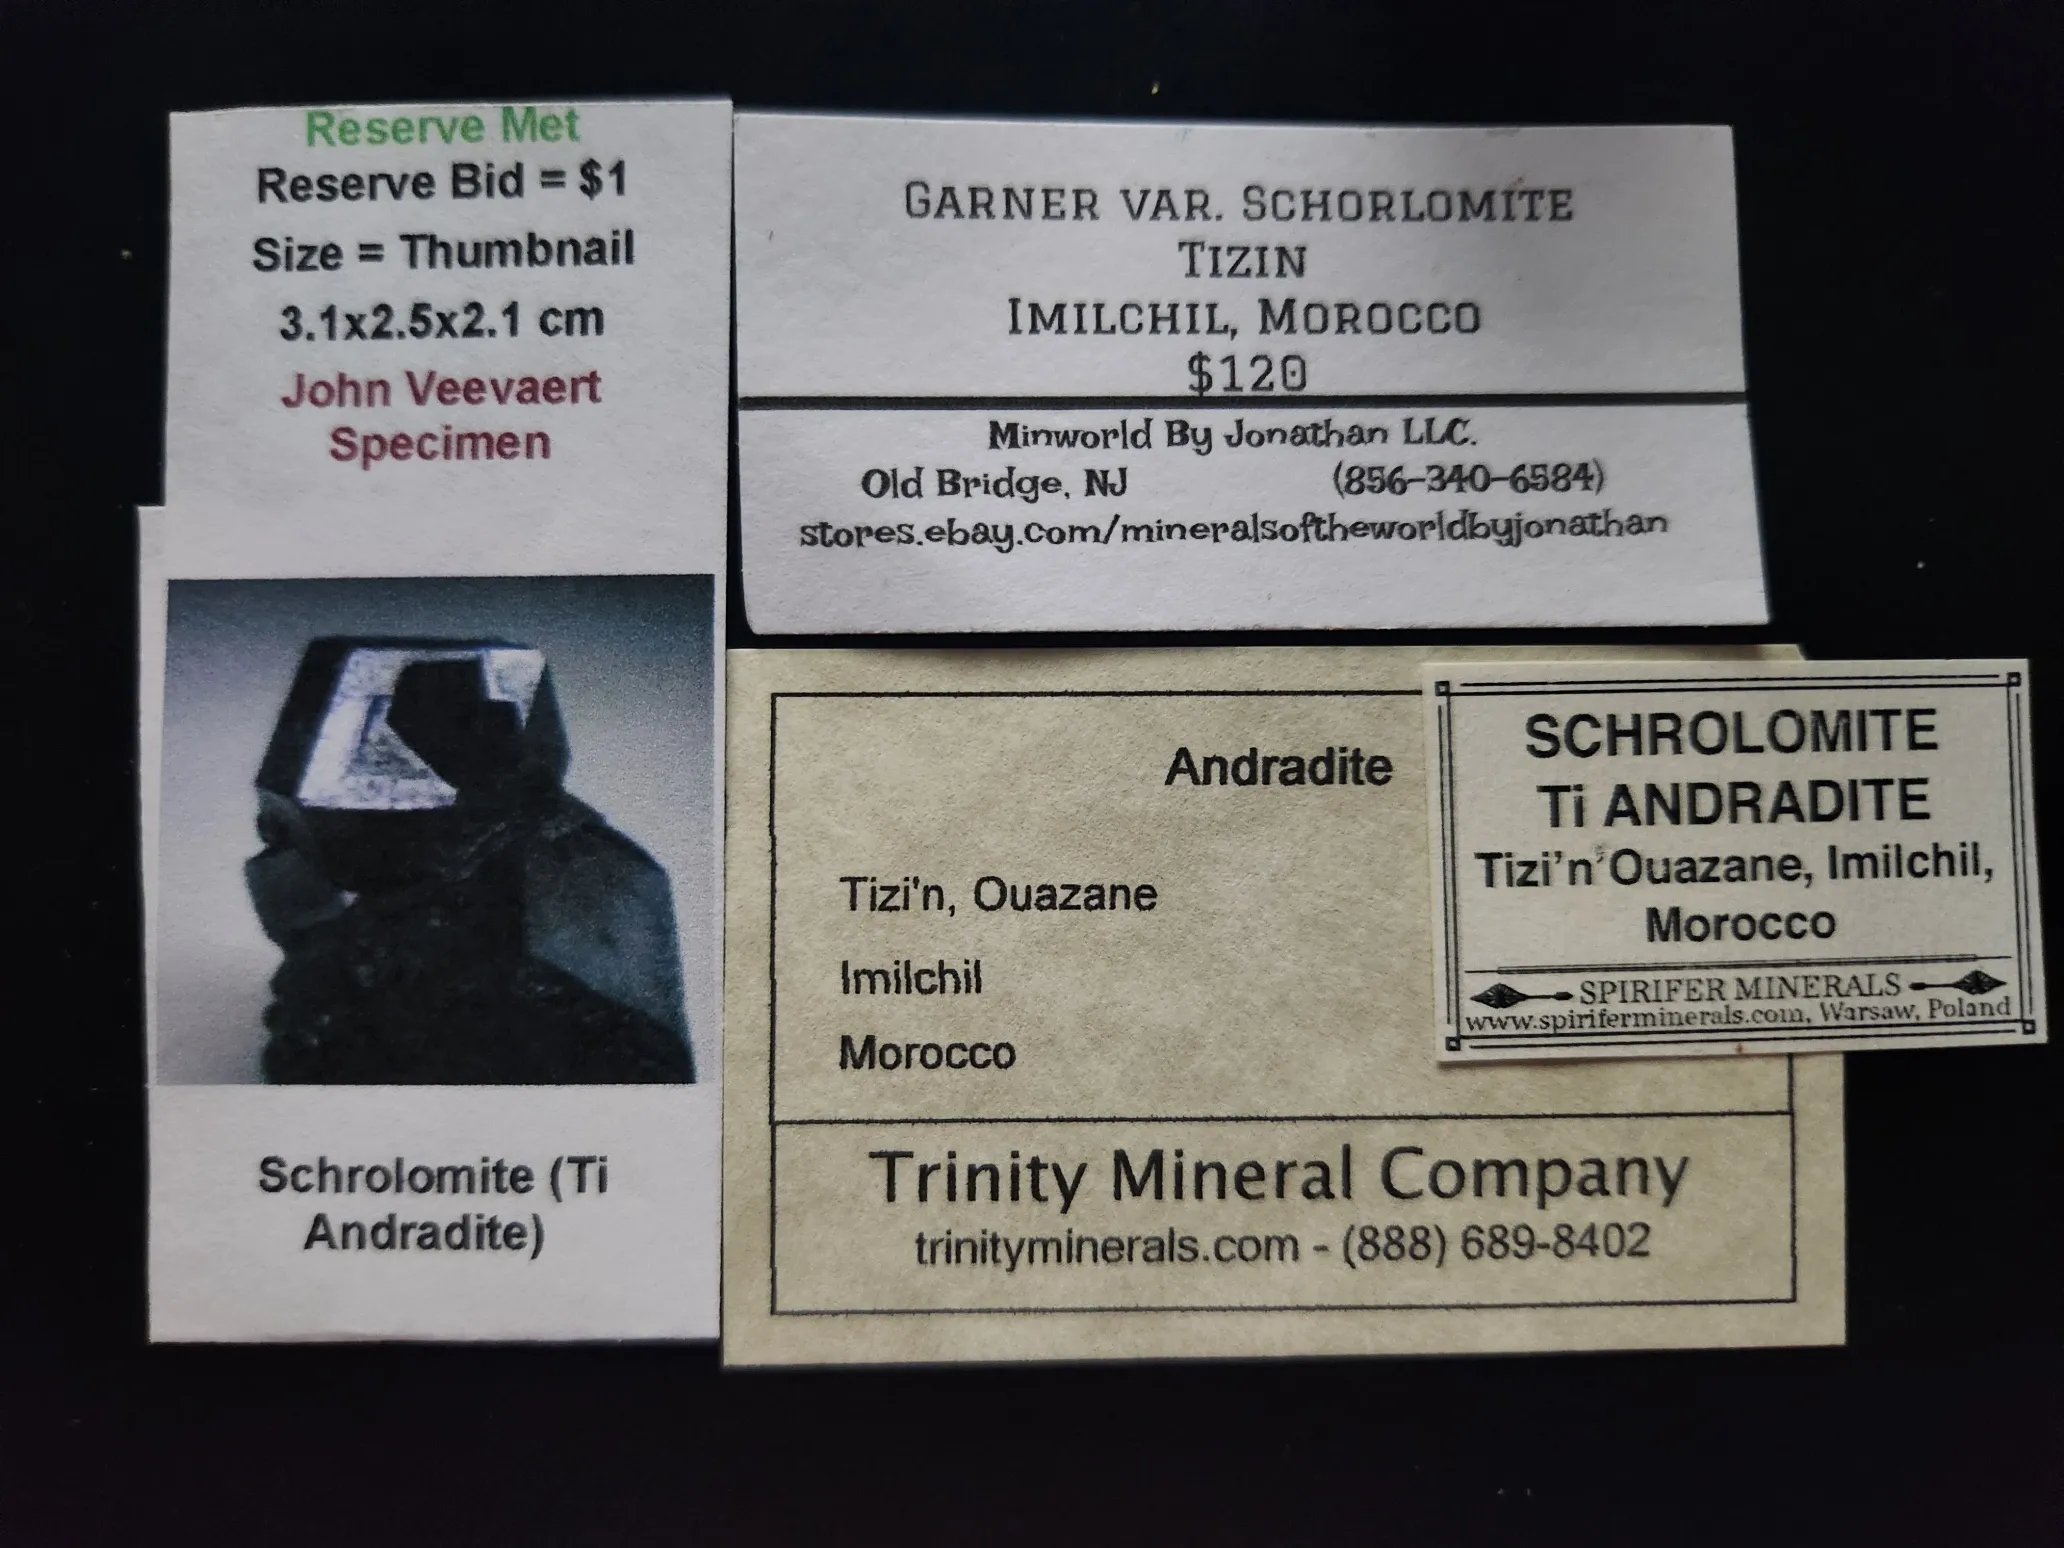 Reserve Met
Reserve Bid = $1
Size = Thumbnail
3.1x2.5x2.1 cm
John Veevaert
Specimen
Schrolomite (Ti
Andradite)
GARNER VAR. SCHORLOMITE
TIZIN
IMILCHIL, MOROCCO
$120
Minworld By Jonathan LLC.
Old Bridge, NJ (856-340-6584)
stores.ebay.com/mineralsoftheworldbyjonathan
Andradite
Tizi'n, Ouazane
Imilchil
Morocco
Trinity Mineral Company
trinityminerals.com - (888) 689-8402
SCHROLOMITE
Ti ANDRADITE
Tizi'n'Ouazane, Imilchil,
Morocco
SPIRIFER MINERALS
www.spiriferminerals.com, Warsaw, Poland